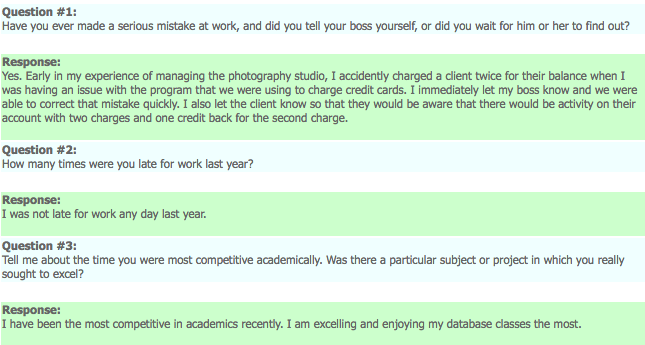 Question #1:
Have you ever made a serious mistake at work, and did you tell your boss yourself, or did you wait for him or her to find out?
Response:
Yes. Early in my experience of managing the photography studio, I accidently charged a client twice for their balance when I
was having an issue with the program that we were using to charge credit cards. I immediately let my boss know and we were
able to correct that mistake quickly. I also let the client know so that they would be aware that there would be activity on their
account with two charges and one credit back for the second charge.
Question #2:
How many times were you late for work last year?
Response:
I was not late for work any day last year.
Question #3:
Tell me about the time you were most competitive academically. Was there a particular subject or project in which you really
sought to excel?
Response:
I have been the most competitive in academics recently. I am excelling and enjoying my database classes the most.